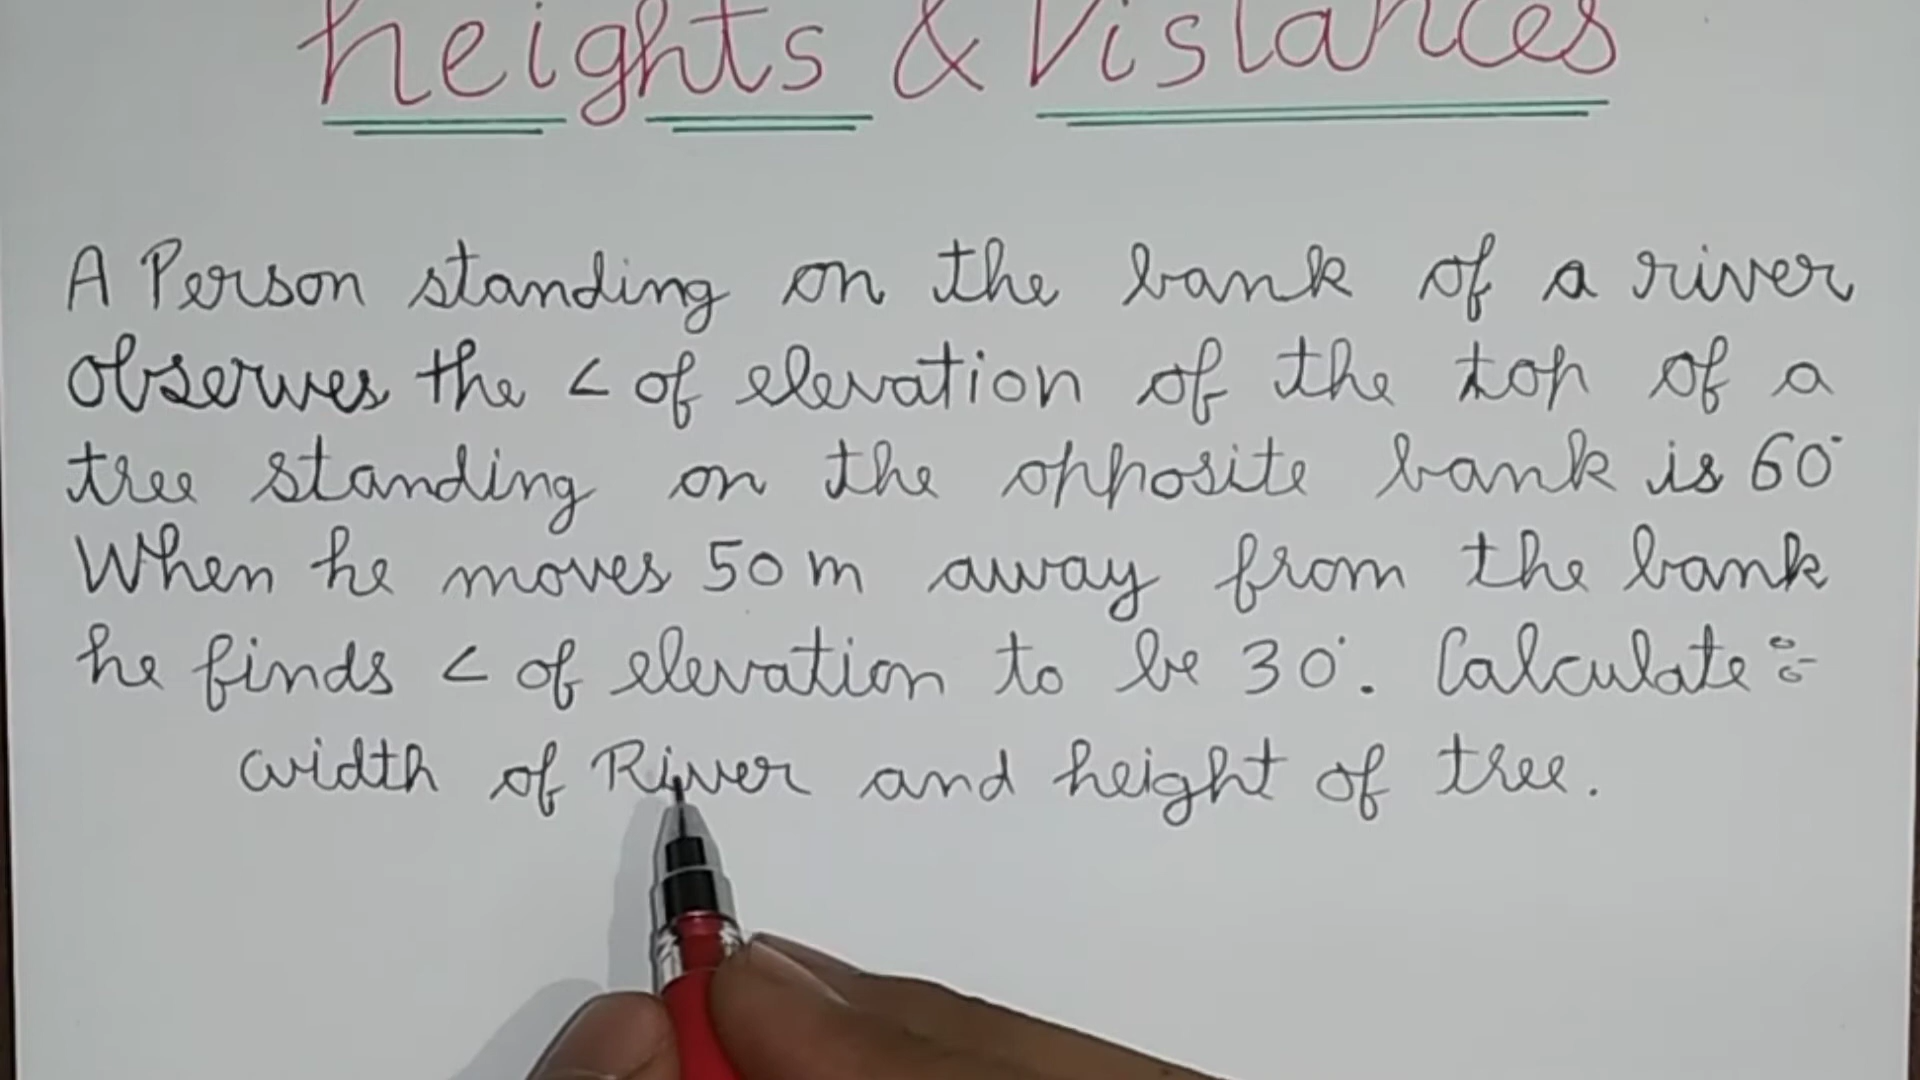 Heights & Distances
A Person standing on the bank of a river
observes the < of elevation of the top of a
tree standing on the opposite bank is 60°
When he moves 50 m away from the bank
he finds < of elevation to be 30°. Calculate :-
width of River and height of tree.